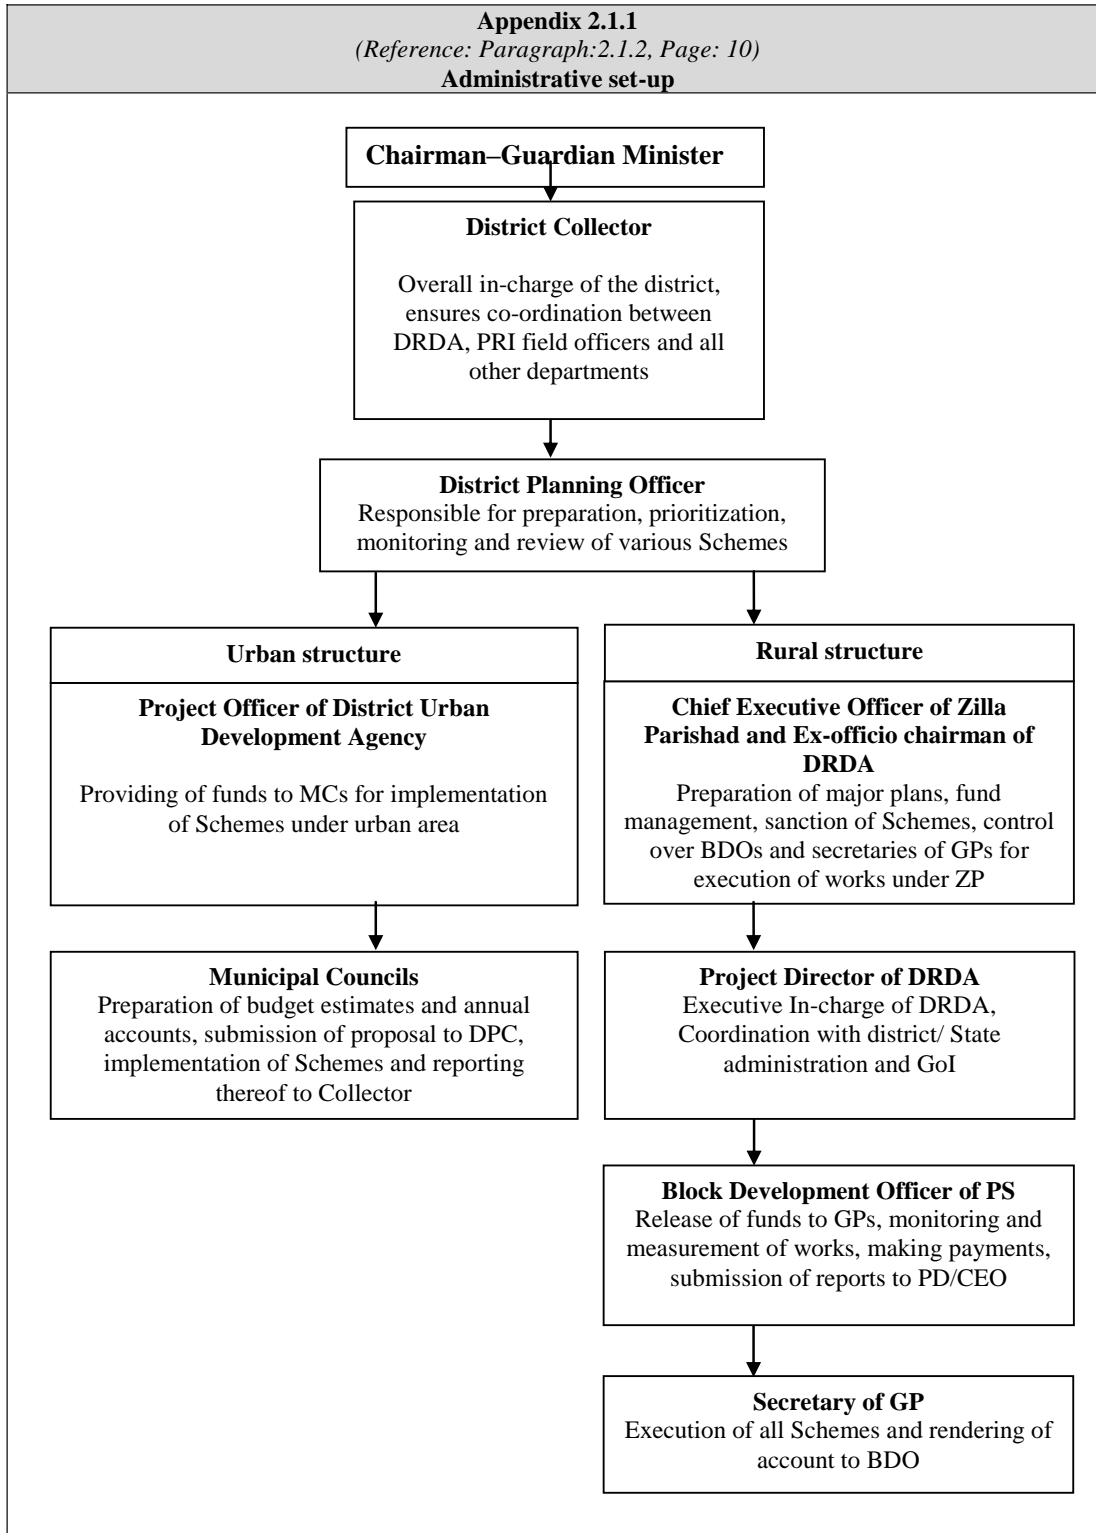 Appendix 2.1.1
(Reference: Paragraph:2.1.2, Page: 10)
Administrative set-up
Chairman–Guardian Minister
District Collector
Overall in-charge of the district,
ensures co-ordination between
DRDA, PRI field officers and all
other departments
District Planning Officer
Responsible for preparation, prioritization,
monitoring and review of various Schemes
Urban structure
Project Officer of District Urban
Development Agency
Providing of funds to MCs for implementation
of Schemes under urban area
Municipal Councils
Preparation of budget estimates and annual
accounts, submission of proposal to DPC,
implementation of Schemes and reporting
thereof to Collector
Rural structure
Chief Executive Officer of Zilla
Parishad and Ex-officio chairman of
DRDA
Preparation of major plans, fund
management, sanction of Schemes, control
over BDOs and secretaries of GPs for
execution of works under ZP
Project Director of DRDA
Executive In-charge of DRDA,
Coordination with district/ State
administration and GoI
Block Development Officer of PS
Release of funds to GPs, monitoring and
measurement of works, making payments,
submission of reports to PD/CEO
Secretary of GP
Execution of all Schemes and rendering of
account to BDO